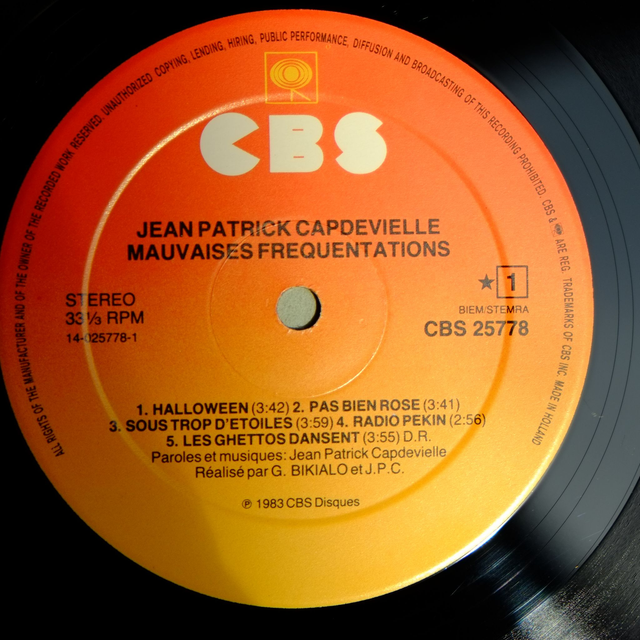 ALL RIGHTS OF THE MANUFACTURER AND OF THE OWNER OF THE RECORDED WORK RESERVED. UNAUTHORIZED COPYING, LENDING, HIRING, PUBLIC PERFORMANCE, DIFFUSION AND BROADCASTING OF THIS RECORDING PROHIBITED. CBS & ARE REG. TRADEMARKS OF CBS INC. MADE IN HOLLAND
CBS
JEAN PATRICK CAPDEVIELLE
MAUVAISES FREQUENTATIONS
STEREO
33⅓ RPM
14-025778-1
★ 1
BIEM/STEMRA
CBS 25778
1. HALLOWEEN (3:42) 2. PAS BIEN ROSE (3:41)
3. SOUS TROP D'ETOILES (3:59) 4. RADIO PEKIN (2:56)
5. LES GHETTOS DANSENT (3:55) D.R.
Paroles et musiques: Jean Patrick Capdevielle
Réalisé par G. BIKIALO et J.P.C.
℗ 1983 CBS Disques